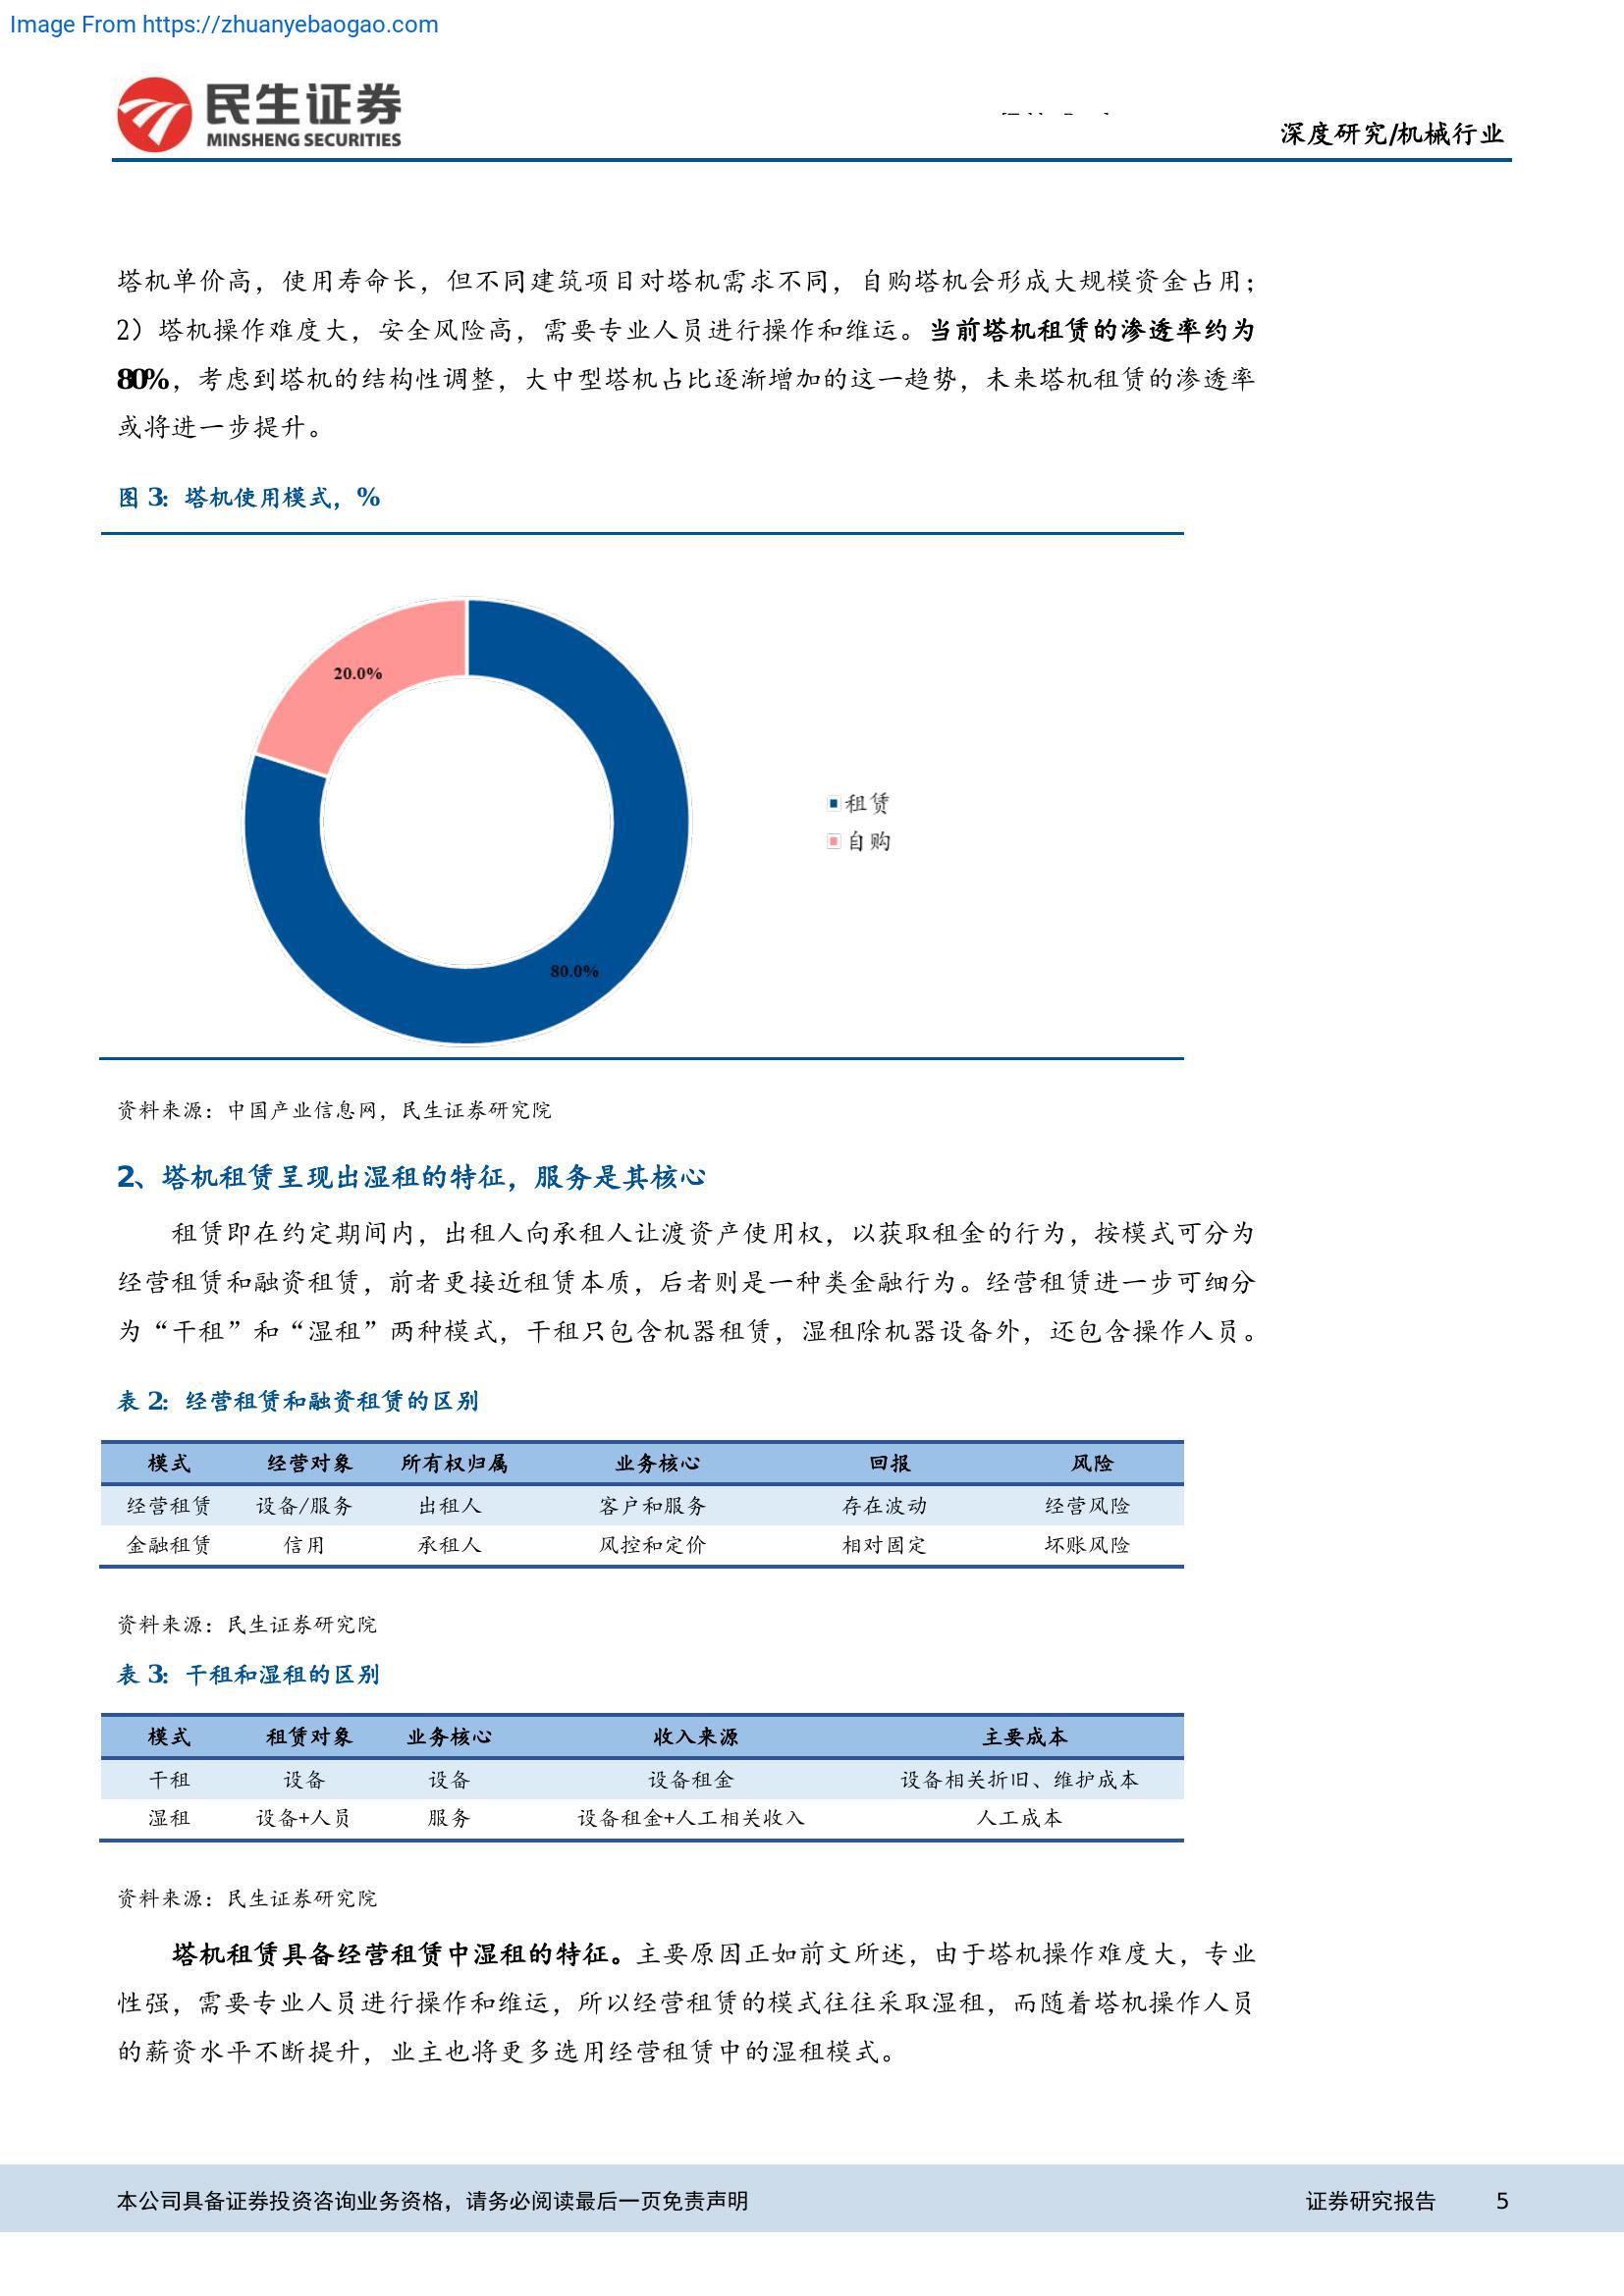 Image From https://zhuanyebaogao.com
民生证券
MINSHENG SECURITIES
深度研究/机械行业
塔机单价高，使用寿命长，但不同建筑项目对塔机需求不同，自购塔机会形成大规模资金占用；
2）塔机操作难度大，安全风险高，需要专业人员进行操作和维运。当前塔机租赁的渗透率约为
80%，考虑到塔机的结构性调整，大中型塔机占比逐渐增加的这一趋势，未来塔机租赁的渗透率
或将进一步提升。
图 3：塔机使用模式，%
20.0%
80.0%
租赁
自购
资料来源：中国产业信息网，民生证券研究院
2、塔机租赁呈现出湿租的特征，服务是其核心
租赁即在约定期间内，出租人向承租人让渡资产使用权，以获取租金的行为，按模式可分为
经营租赁和融资租赁，前者更接近租赁本质，后者则是一种类金融行为。经营租赁进一步可细分
为“干租”和“湿租”两种模式，干租只包含机器租赁，湿租除机器设备外，还包含操作人员。
表 2：经营租赁和融资租赁的区别
模式 经营对象 所有权归属 业务核心 回报 风险
经营租赁 设备/服务 出租人 客户和服务 存在波动 经营风险
金融租赁 信用 承租人 风控和定价 相对固定 坏账风险
资料来源：民生证券研究院
表 3：干租和湿租的区别
模式 租赁对象 业务核心 收入来源 主要成本
干租 设备 设备 设备租金 设备相关折旧、维护成本
湿租 设备+人员 服务 设备租金+人工相关收入 人工成本
资料来源：民生证券研究院
塔机租赁具备经营租赁中湿租的特征。主要原因正如前文所述，由于塔机操作难度大，专业
性强，需要专业人员进行操作和维运，所以经营租赁的模式往往采取湿租，而随着塔机操作人员
的薪资水平不断提升，业主也将更多选用经营租赁中的湿租模式。
本公司具备证券投资咨询业务资格，请务必阅读最后一页免责声明 证券研究报告 5